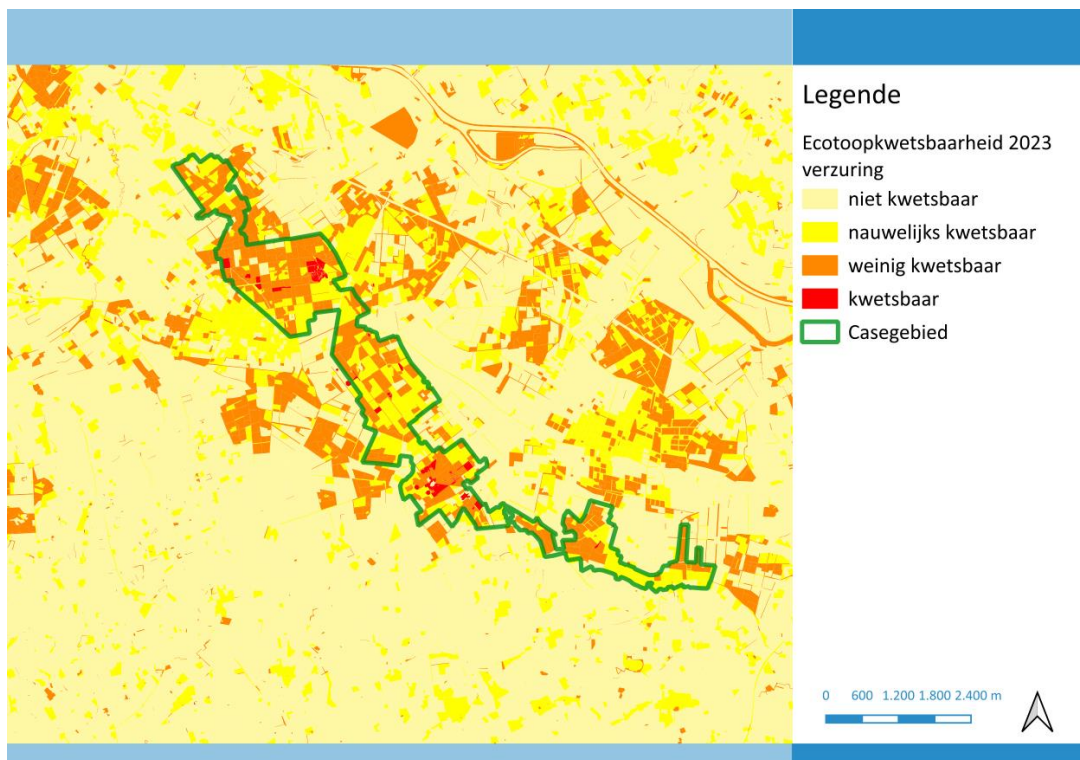 Legende
Ecotoopkwetsbaarheid 2023
verzuring
niet kwetsbaar
nauwelijks kwetsbaar
weinig kwetsbaar
kwetsbaar
Casegebied
0 600 1.200 1.800 2.400 m